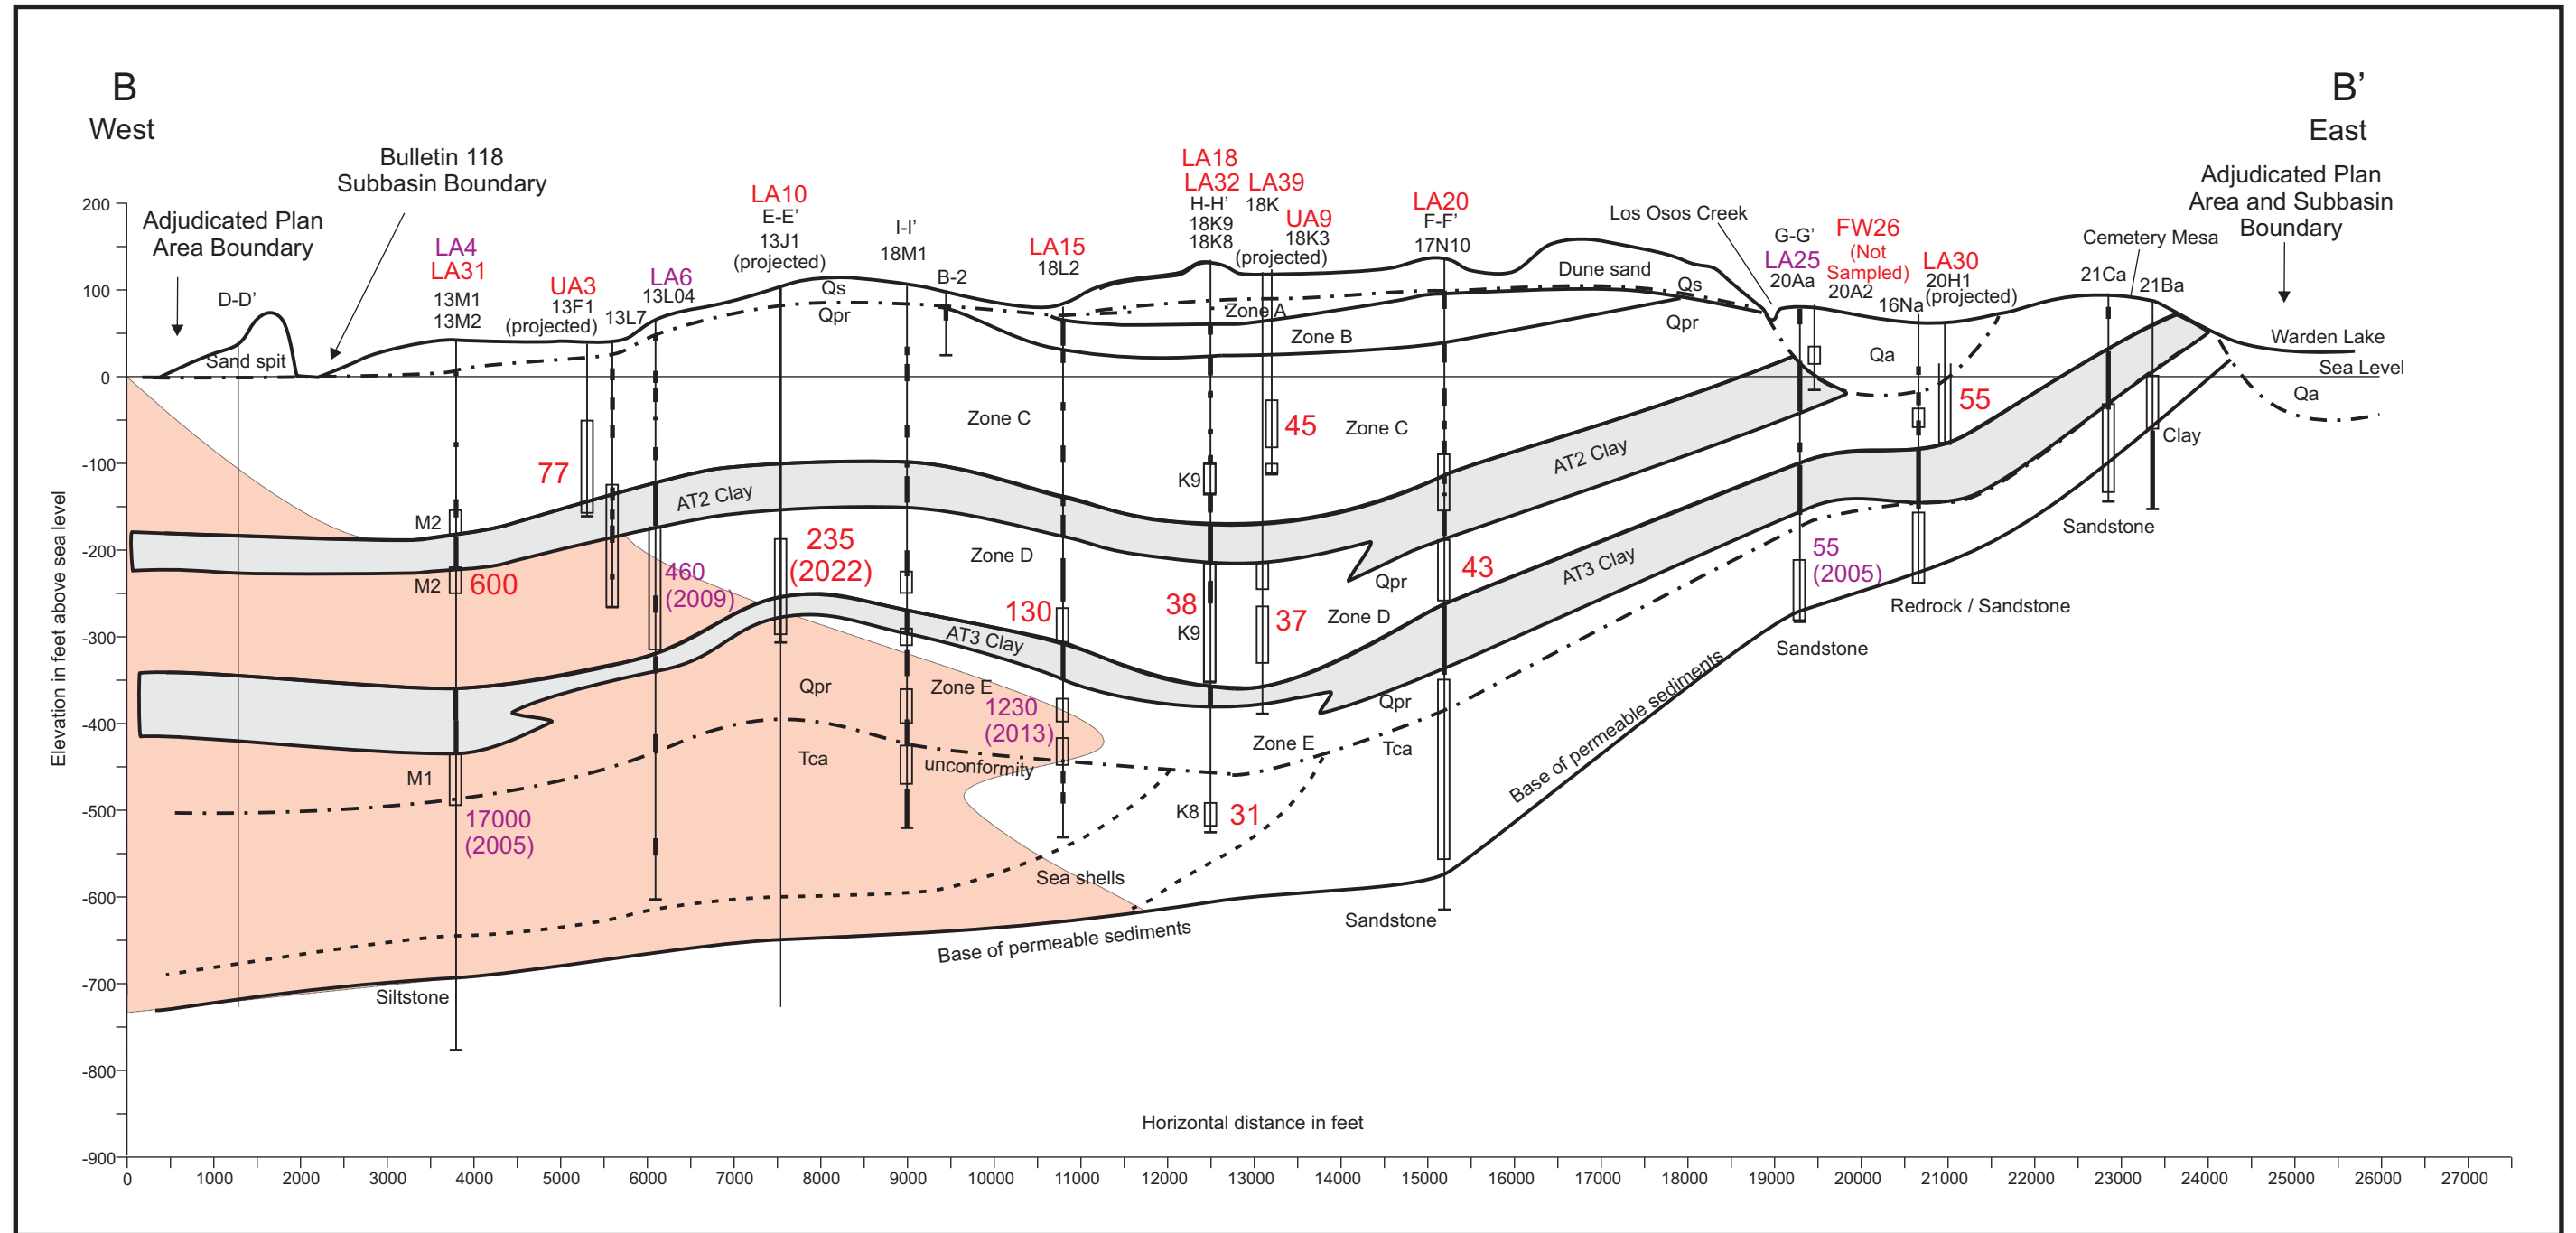 B
West
B’
East
Bulletin 118
Subbasin Boundary
Adjudicated Plan
Area Boundary
Adjudicated Plan
Area and Subbasin
Boundary
D-D’
Sand spit
LA4
LA31
13M1
13M2
UA3
13F1
(projected)
13L7
LA6
13L04
LA10
E-E’
13J1
(projected)
I-I’
18M1
B-2
LA15
18L2
LA18
LA32
H-H’
18K9
18K8
LA39
18K
UA9
18K3
(projected)
LA20
F-F’
17N10
Los Osos Creek
G-G’
LA25
20Aa
FW26
(Not
Sampled)
20A2
16Na
LA30
20H1
(projected)
Cemetery Mesa
21Ca
21Ba
Warden Lake
Sea Level
Qa
Qs
Qpr
Zone A
Zone B
Dune sand
Qs
Qpr
Qa
Zone C
45
Zone C
55
Clay
77
M2
AT2 Clay
K9
AT2 Clay
Sandstone
M2
600
460
(2009)
235
(2022)
Zone D
130
38
K9
37
Zone D
Qpr
43
AT3 Clay
55
(2005)
Redrock / Sandstone
Sandstone
AT3 Clay
Qpr
Zone E
1230
(2013)
Qpr
Zone E
Tca
Tca
unconformity
M1
17000
(2005)
K8
31
Base of permeable sediments
Sea shells
Sandstone
Base of permeable sediments
Siltstone
Elevation in feet above sea level
200
100
0
-100
-200
-300
-400
-500
-600
-700
-800
-900
Horizontal distance in feet
0 1000 2000 3000 4000 5000 6000 7000 8000 9000 10000 11000 12000 13000 14000 15000 16000 17000 18000 19000 20000 21000 22000 23000 24000 25000 26000 27000